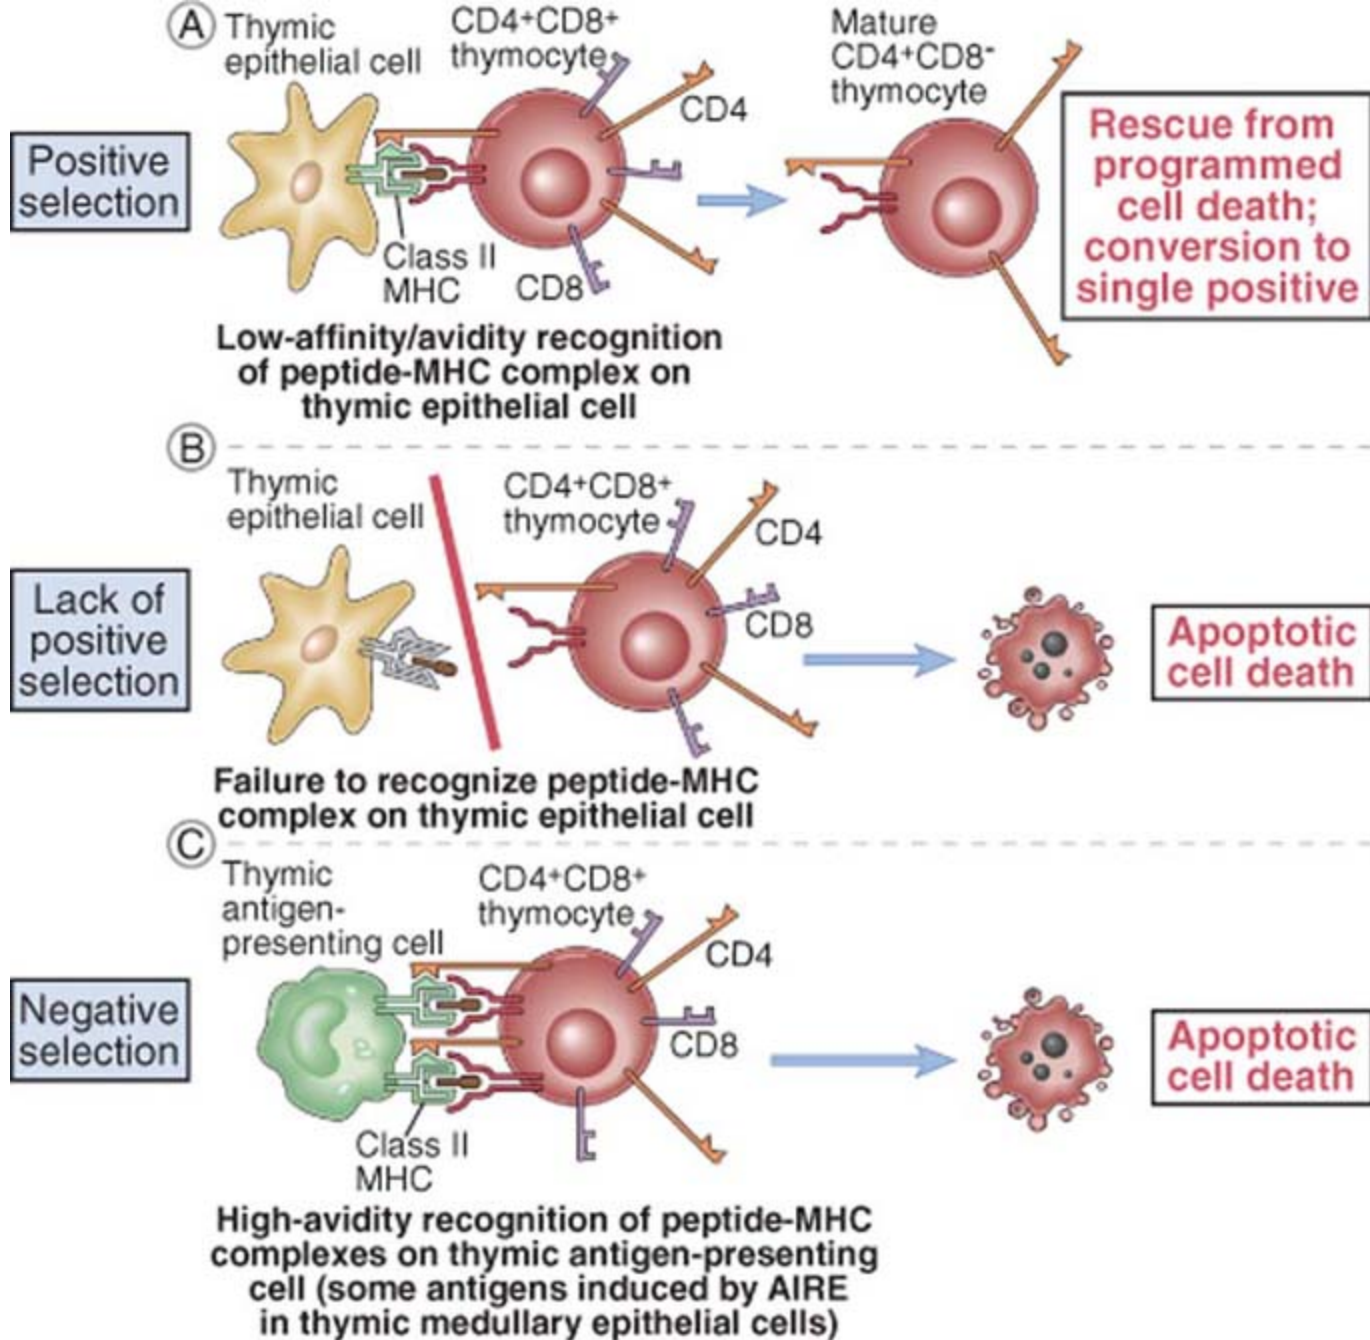 A
Thymic
epithelial cell
CD4+CD8+
thymocyte
CD4
Mature
CD4+CD8-
thymocyte
Positive
selection
Rescue from
programmed
cell death;
conversion to
single positive
Class II
MHC
CD8
Low-affinity/avidity recognition
of peptide-MHC complex on
thymic epithelial cell
B
Thymic
epithelial cell
CD4+CD8+
thymocyte
CD4
CD8
Lack of
positive
selection
Apoptotic
cell death
Failure to recognize peptide-MHC
complex on thymic epithelial cell
C
Thymic
antigen-
presenting cell
CD4+CD8+
thymocyte
CD4
CD8
Negative
selection
Apoptotic
cell death
Class II
MHC
High-avidity recognition of peptide-MHC
complexes on thymic antigen-presenting
cell (some antigens induced by AIRE
in thymic medullary epithelial cells)